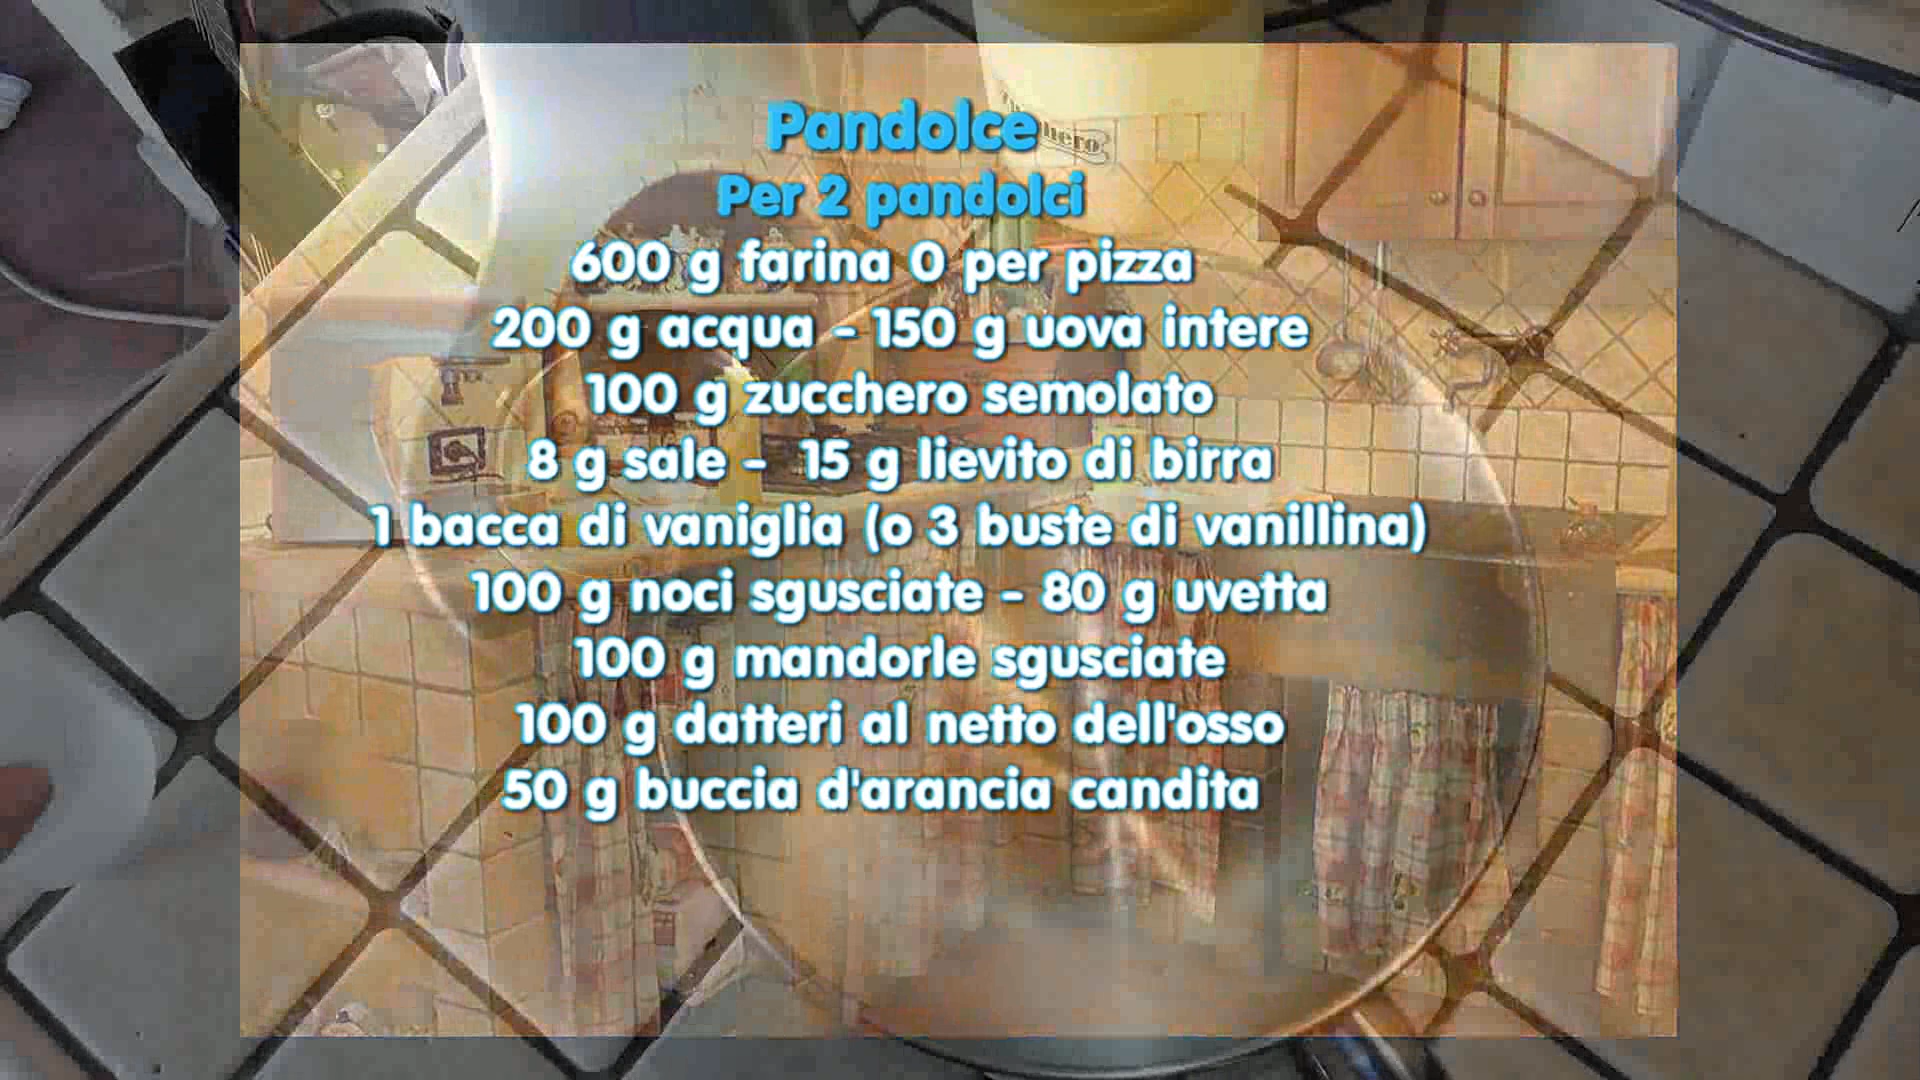 Pandolce
Per 2 pandolci
600 g farina 0 per pizza
200 g acqua - 150 g uova intere
100 g zucchero semolato
8 g sale - 15 g lievito di birra
1 bacca di vaniglia (o 3 buste di vanillina)
100 g noci sgusciate - 80 g uvetta
100 g mandorle sgusciate
100 g datteri al netto dell'osso
50 g buccia d'arancia candita